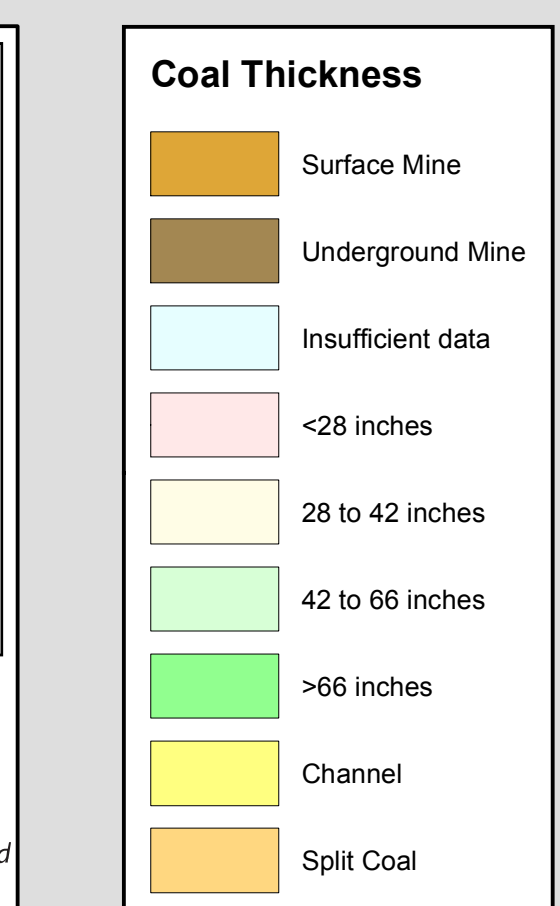 Coal Thickness
Surface Mine
Underground Mine
Insufficient data
<28 inches
28 to 42 inches
42 to 66 inches
>66 inches
Channel
d
Split Coal